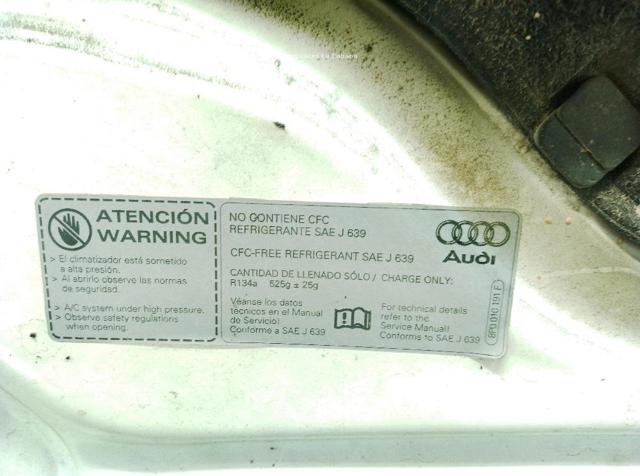 ATENCIÓN
WARNING
> El climatizador está sometido
a alta presión.
> Al abrirlo observe las normas
de seguridad.
> A/C system under high pressure.
> Observe safety regulations
when opening.
NO CONTIENE CFC
REFRIGERANTE SAE J 639
CFC-FREE REFRIGERANT SAE J 639
CANTIDAD DE LLENADO SÓLO / CHARGE ONLY:
R134a 525g ± 25g
Véanse los datos
técnicos en el Manual
de Servicio!
Conforme a SAE J 639
For technical details
refer to the
Service Manual!
Conforms to SAE J 639
Audi
8P0 010 191 F